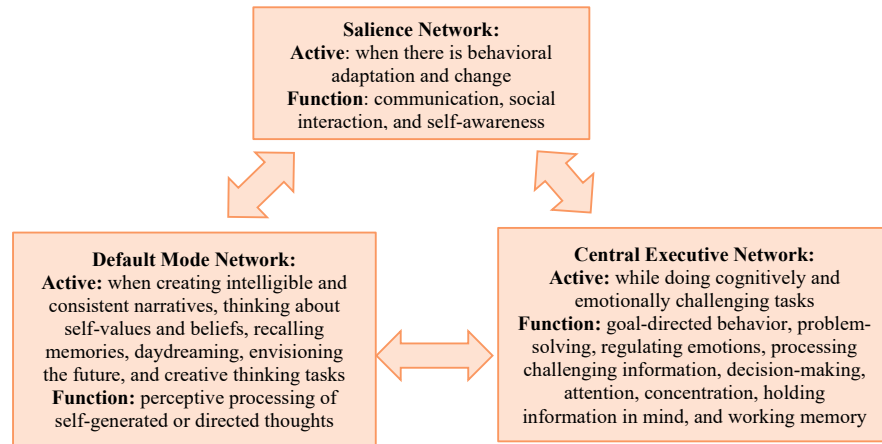 Salience Network:
Active: when there is behavioral
adaptation and change
Function: communication, social
interaction, and self-awareness
Default Mode Network:
Active: when creating intelligible and
consistent narratives, thinking about
self-values and beliefs, recalling
memories, daydreaming, envisioning
the future, and creative thinking tasks
Function: perceptive processing of
self-generated or directed thoughts
Central Executive Network:
Active: while doing cognitively and
emotionally challenging tasks
Function: goal-directed behavior, problem-
solving, regulating emotions, processing
challenging information, decision-making,
attention, concentration, holding
information in mind, and working memory